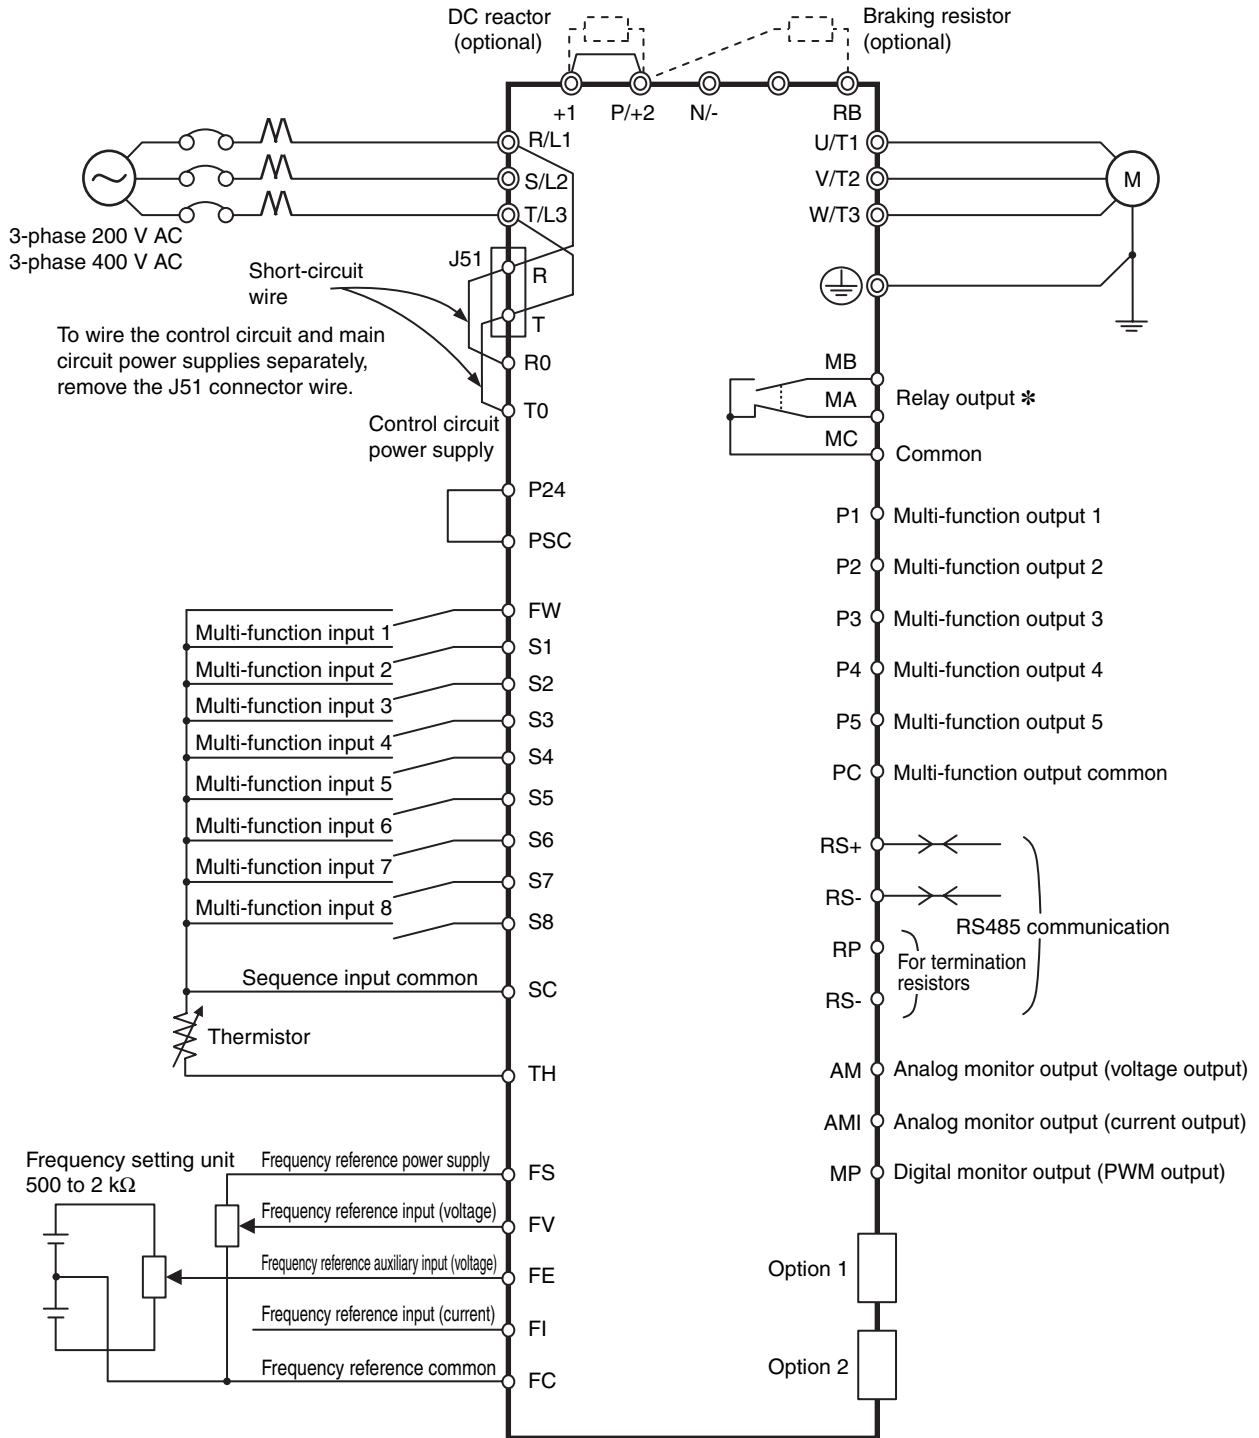 DC reactor
(optional)
Braking resistor
(optional)
+1
P/+2
N/-
RB
R/L1
S/L2
T/L3
3-phase 200 V AC
3-phase 400 V AC
J51
R
T
Short-circuit
wire
To wire the control circuit and main
circuit power supplies separately,
remove the J51 connector wire.
R0
T0
Control circuit
power supply
P24
PSC
FW
Multi-function input 1
S1
Multi-function input 2
S2
Multi-function input 3
S3
Multi-function input 4
S4
Multi-function input 5
S5
Multi-function input 6
S6
Multi-function input 7
S7
Multi-function input 8
S8
Sequence input common
SC
Thermistor
TH
Frequency setting unit
500 to 2 kΩ
Frequency reference power supply
FS
Frequency reference input (voltage)
FV
Frequency reference auxiliary input (voltage)
FE
Frequency reference input (current)
FI
Frequency reference common
FC
U/T1
V/T2
W/T3
M
MB
MA
Relay output ✻
MC
Common
P1 Multi-function output 1
P2 Multi-function output 2
P3 Multi-function output 3
P4 Multi-function output 4
P5 Multi-function output 5
PC Multi-function output common
RS+
RS-
RS485 communication
RP
For termination
resistors
RS-
AM Analog monitor output (voltage output)
AMI Analog monitor output (current output)
MP Digital monitor output (PWM output)
Option 1
Option 2